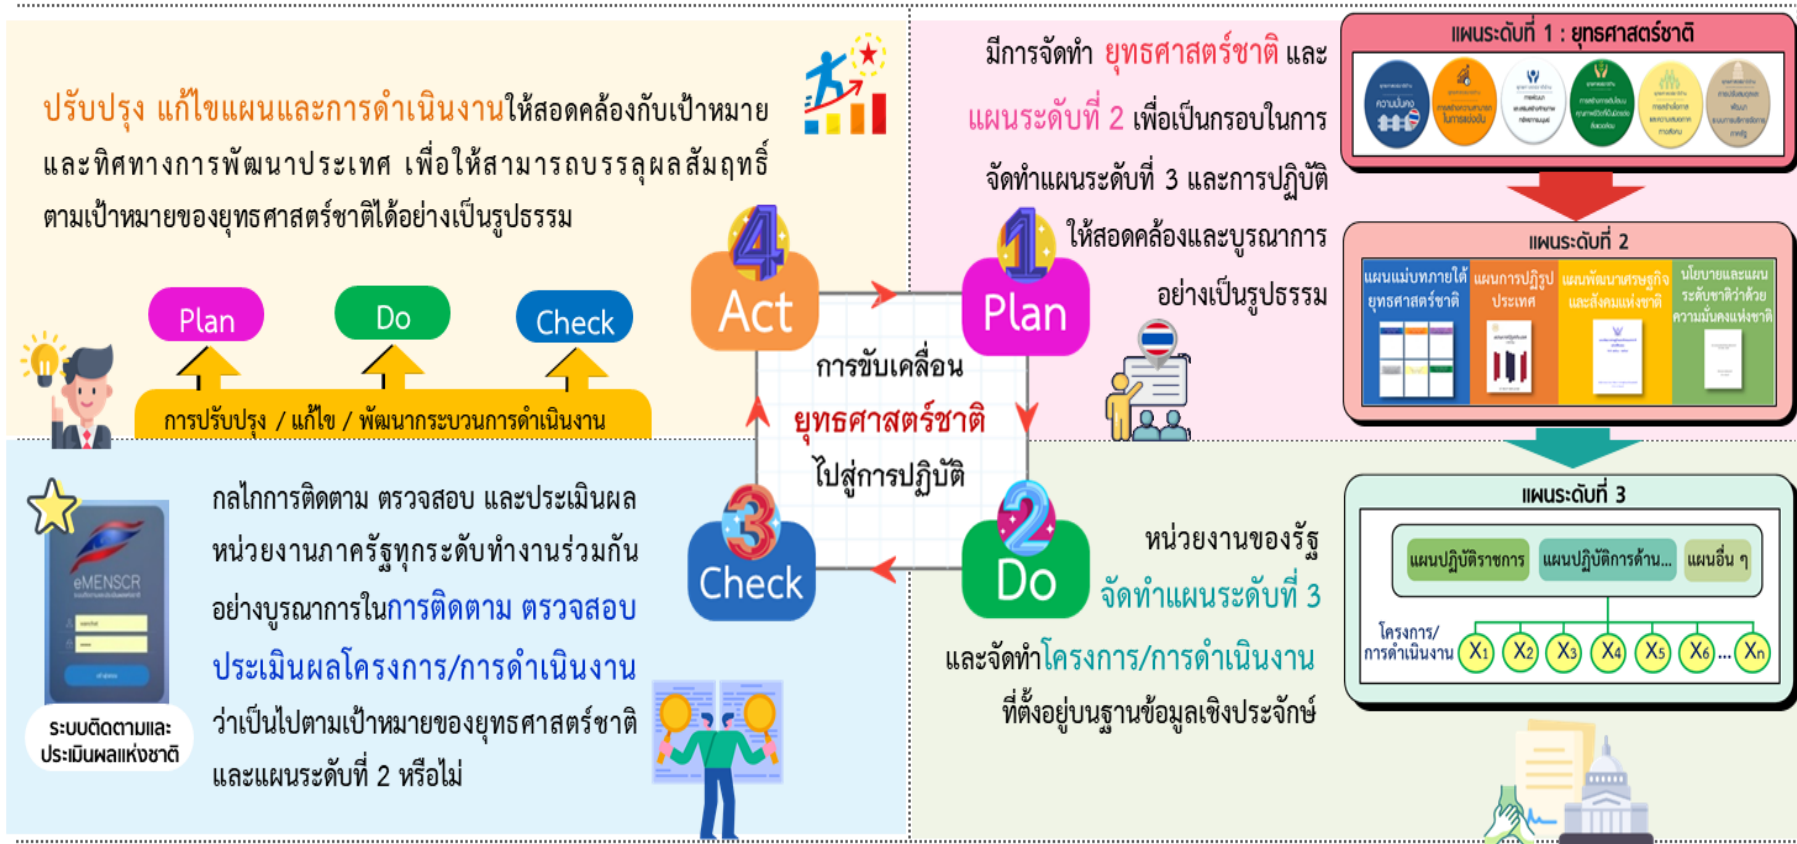 ปรับปรุง แก้ไขแผนและการดำเนินงานให้สอดคล้องกับเป้าหมาย
และทิศทางการพัฒนาประเทศ เพื่อให้สามารถบรรลุผลสัมฤทธิ์
ตามเป้าหมายของยุทธศาสตร์ชาติได้อย่างเป็นรูปธรรม
Plan
Do
Check
การปรับปรุง / แก้ไข / พัฒนากระบวนการดำเนินงาน
4
Act
1
Plan
การขับเคลื่อน
ยุทธศาสตร์ชาติ
ไปสู่การปฏิบัติ
3
Check
2
Do
มีการจัดทำ ยุทธศาสตร์ชาติ และ
แผนระดับที่ 2 เพื่อเป็นกรอบในการ
จัดทำแผนระดับที่ 3 และการปฏิบัติ
ให้สอดคล้องและบูรณาการ
อย่างเป็นรูปธรรม
แผนระดับที่ 1 : ยุทธศาสตร์ชาติ
ความมั่นคง
การสร้างความสามารถ
ในการแข่งขัน
แผนระดับที่ 2
แผนแม่บทภายใต้
ยุทธศาสตร์ชาติ
แผนการปฏิรูป
ประเทศ
แผนพัฒนาเศรษฐกิจ
และสังคมแห่งชาติ
นโยบายและแผน
ระดับชาติว่าด้วย
ความมั่นคงแห่งชาติ
กลไกการติดตาม ตรวจสอบ และประเมินผล
หน่วยงานภาครัฐทุกระดับทำงานร่วมกัน
อย่างบูรณาการในการติดตาม ตรวจสอบ
ประเมินผลโครงการ/การดำเนินงาน
ว่าเป็นไปตามเป้าหมายของยุทธศาสตร์ชาติ
และแผนระดับที่ 2 หรือไม่
eMENSCR
ระบบติดตามและ
ประเมินผลแห่งชาติ
หน่วยงานของรัฐ
จัดทำแผนระดับที่ 3
และจัดทำโครงการ/การดำเนินงาน
ที่ตั้งอยู่บนฐานข้อมูลเชิงประจักษ์
แผนระดับที่ 3
แผนปฏิบัติราชการ
แผนปฏิบัติการด้าน...
แผนอื่น ๆ
โครงการ/
การดำเนินงาน
X1 X2 X3 X4 X5 X6 ... Xn